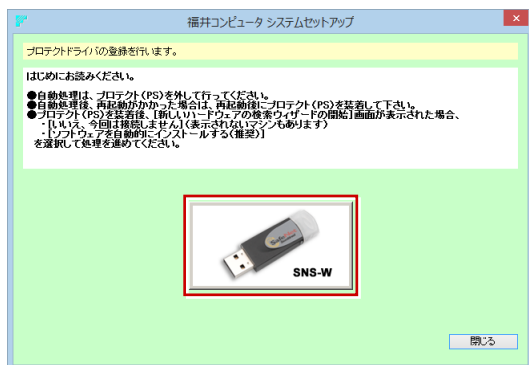 福井コンピュータ システムセットアップ
プロテクトドライバの登録を行います。
はじめにお読みください。
●自動処理は、プロテクト(PS)を外して行ってください。
●自動処理後、再起動がかかった場合は、再起動後にプロテクト(PS)を装着して下さい。
●プロテクト(PS)を装着後、[新しいハードウェアの検索ウィザードの開始]画面が表示された場合、
・[いいえ、今回は接続しません](表示されないマシンもあります)
・[ソフトウェアを自動的にインストールする(推奨)]
を選択して処理を進めてください。
SNS-W
閉じる